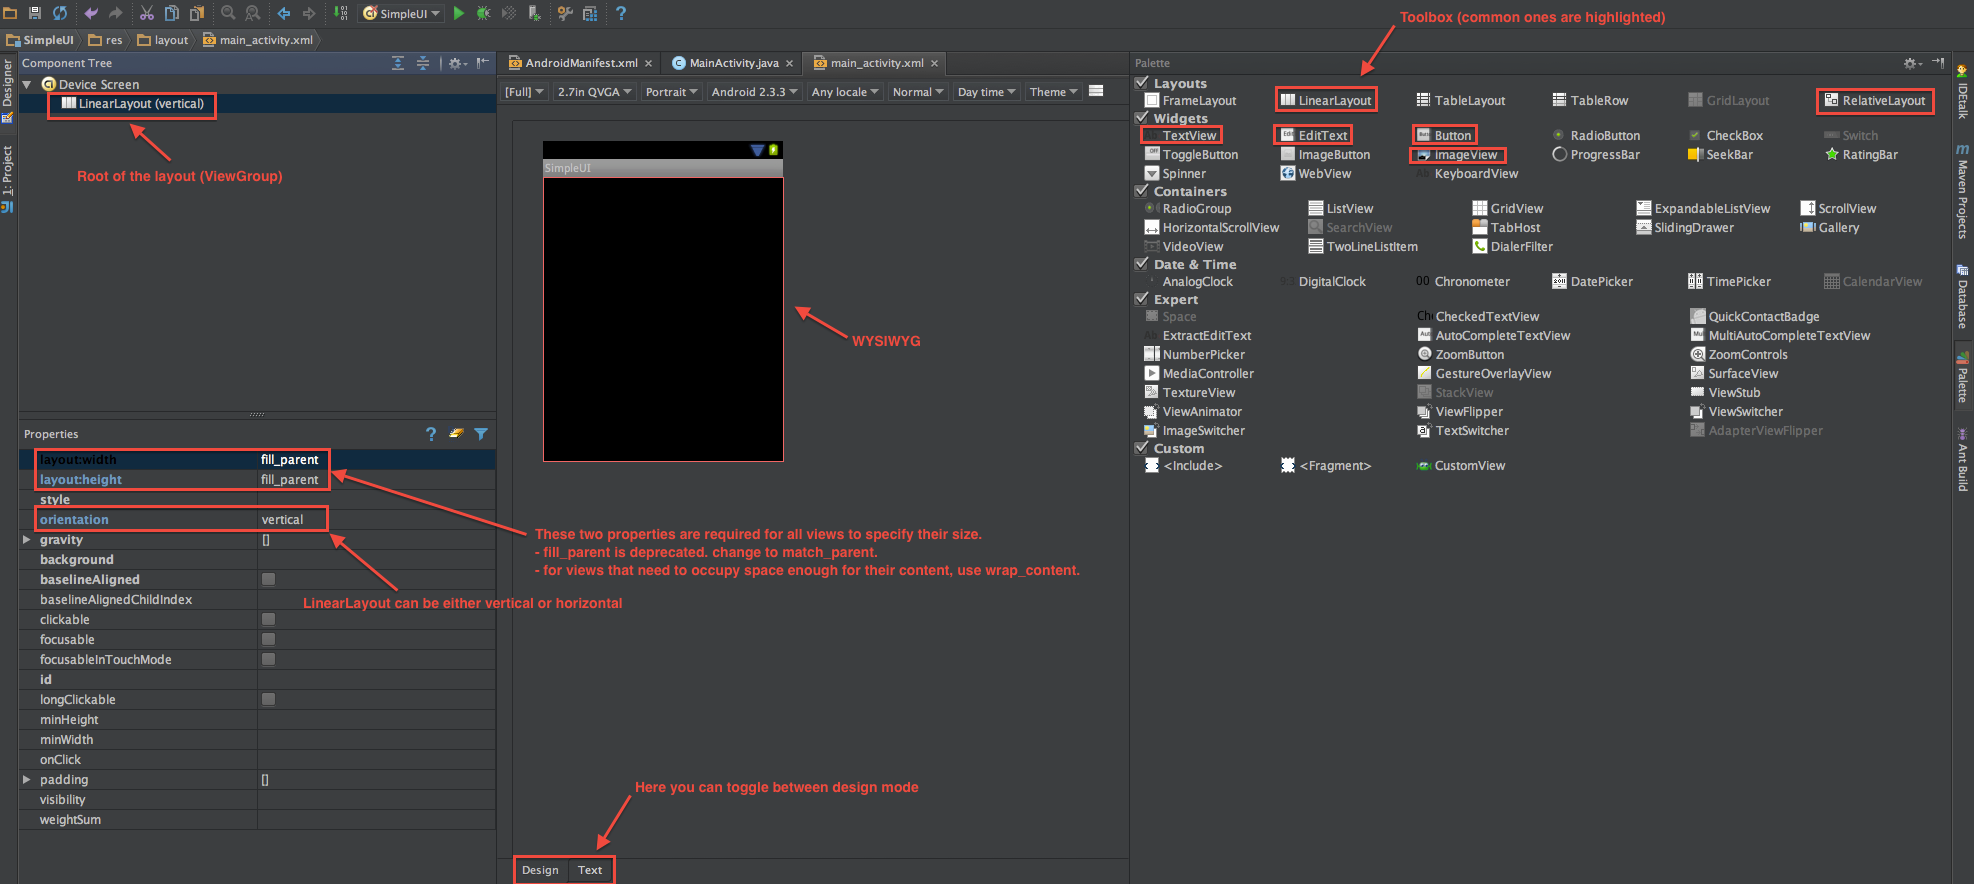 SimpleUI
Toolbox (common ones are highlighted)
SimpleUI res layout main_activity.xml
Designer
1: Project
Component Tree
Device Screen
LinearLayout (vertical)
Root of the layout (ViewGroup)
Properties
layout:width fill_parent
layout:height fill_parent
style
orientation vertical
gravity []
background
baselineAligned
baselineAlignedChildIndex
clickable
focusable
focusableInTouchMode
id
longClickable
minHeight
minWidth
onClick
padding []
visibility
weightSum
AndroidManifest.xml MainActivity.java main_activity.xml
[Full] 2.7in QVGA Portrait Android 2.3.3 Any locale Normal Day time Theme
SimpleUI
WYSIWYG
These two properties are required for all views to specify their size.
- fill_parent is deprecated. change to match_parent.
- for views that need to occupy space enough for their content, use wrap_content.
LinearLayout can be either vertical or horizontal
Here you can toggle between design mode
Design Text
Palette
Layouts
FrameLayout LinearLayout TableLayout TableRow GridLayout RelativeLayout
Widgets
TextView EditText Button RadioButton CheckBox Switch
ToggleButton ImageButton ImageView ProgressBar SeekBar RatingBar
Spinner WebView KeyboardView
Containers
RadioGroup ListView GridView ExpandableListView ScrollView
HorizontalScrollView SearchView TabHost SlidingDrawer Gallery
VideoView TwoLineListItem DialerFilter
Date & Time
AnalogClock DigitalClock Chronometer DatePicker TimePicker CalendarView
Expert
Space CheckedTextView QuickContactBadge
ExtractEditText AutoCompleteTextView MultiAutoCompleteTextView
NumberPicker ZoomButton ZoomControls
MediaController GestureOverlayView SurfaceView
TextureView StackView ViewStub
ViewAnimator ViewFlipper ViewSwitcher
ImageSwitcher TextSwitcher AdapterViewFlipper
Custom
<Include> <Fragment> CustomView
IDEtalk
Maven Projects
Database
Palette
Ant Build